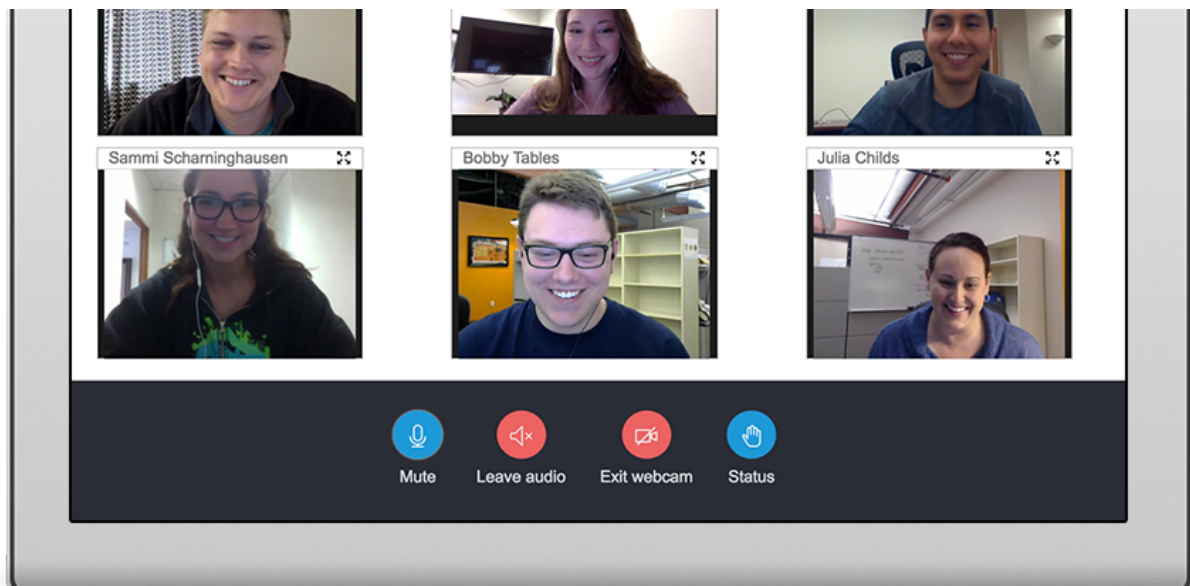 Sammi Scharninghausen
Bobby Tables
Julia Childs
Mute
Leave audio
Exit webcam
Status